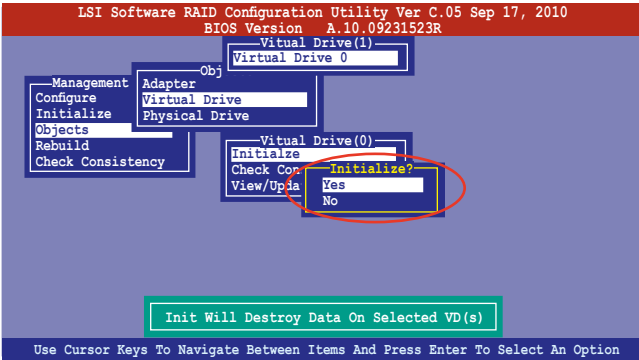 LSI Software RAID Configuration Utility Ver C.05 Sep 17, 2010
BIOS Version A.10.09231523R
Vitual Drive(1)
Virtual Drive 0
Obj
Adapter
Virtual Drive
Physical Drive
Management
Configure
Initialize
Objects
Rebuild
Check Consistency
Vitual Drive(0)
Initialze
Check Con
View/Upda
Initialize?
Yes
No
Init Will Destroy Data On Selected VD(s)
Use Cursor Keys To Navigate Between Items And Press Enter To Select An Option